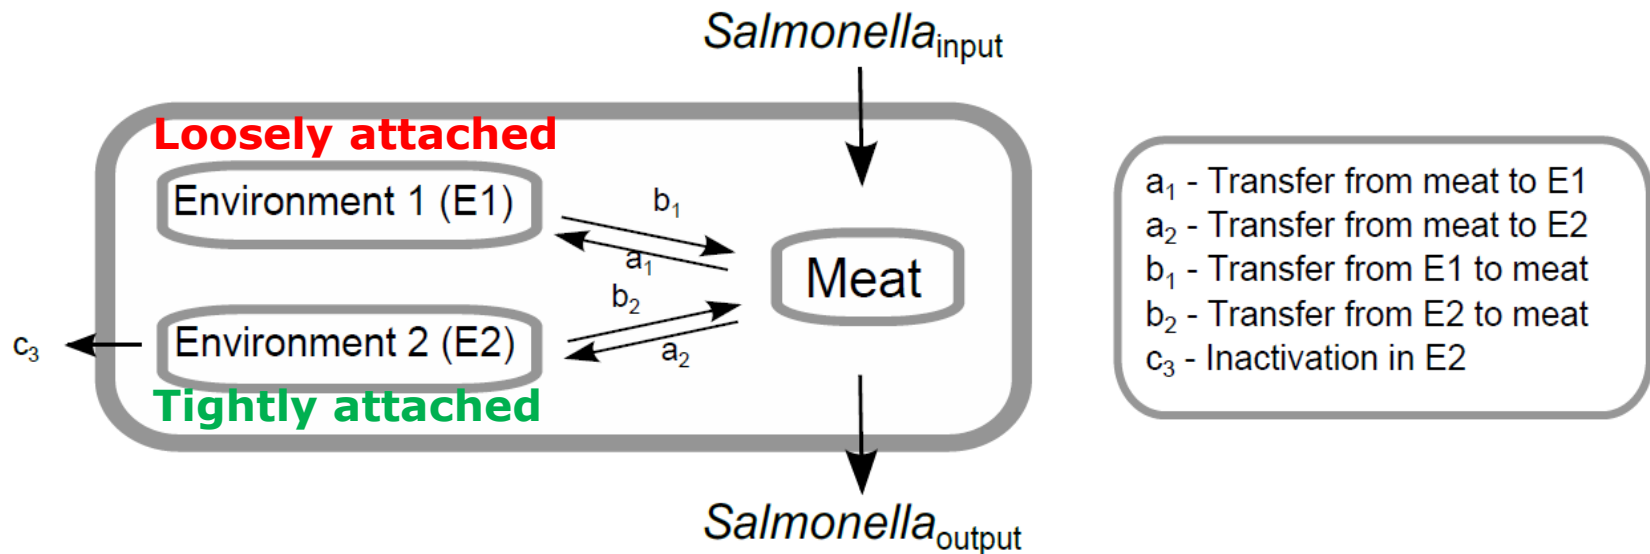 Salmonella_input
Loosely attached
Environment 1 (E1)
b₁
a₁
Meat
b₂
a₂
Environment 2 (E2)
c₃
Tightly attached
Salmonella_output
a₁ - Transfer from meat to E1
a₂ - Transfer from meat to E2
b₁ - Transfer from E1 to meat
b₂ - Transfer from E2 to meat
c₃ - Inactivation in E2